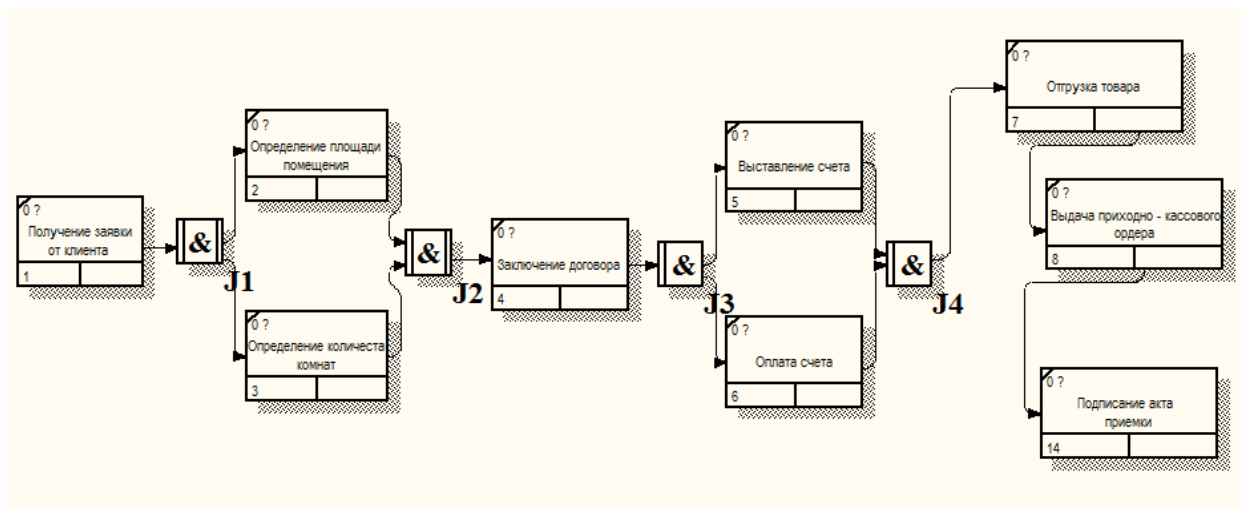 0 ?
Получение заявки
от клиента
1
&
J1
0 ?
Определение площади
помещения
2
0 ?
Определение количеста
комнат
3
&
J2
0 ?
Заключение договора
4
&
J3
0 ?
Выставление счета
5
0 ?
Оплата счета
6
&
J4
0 ?
Отгрузка товара
7
0 ?
Выдача приходно - кассового
ордера
8
0 ?
Подписание акта
приемки
14